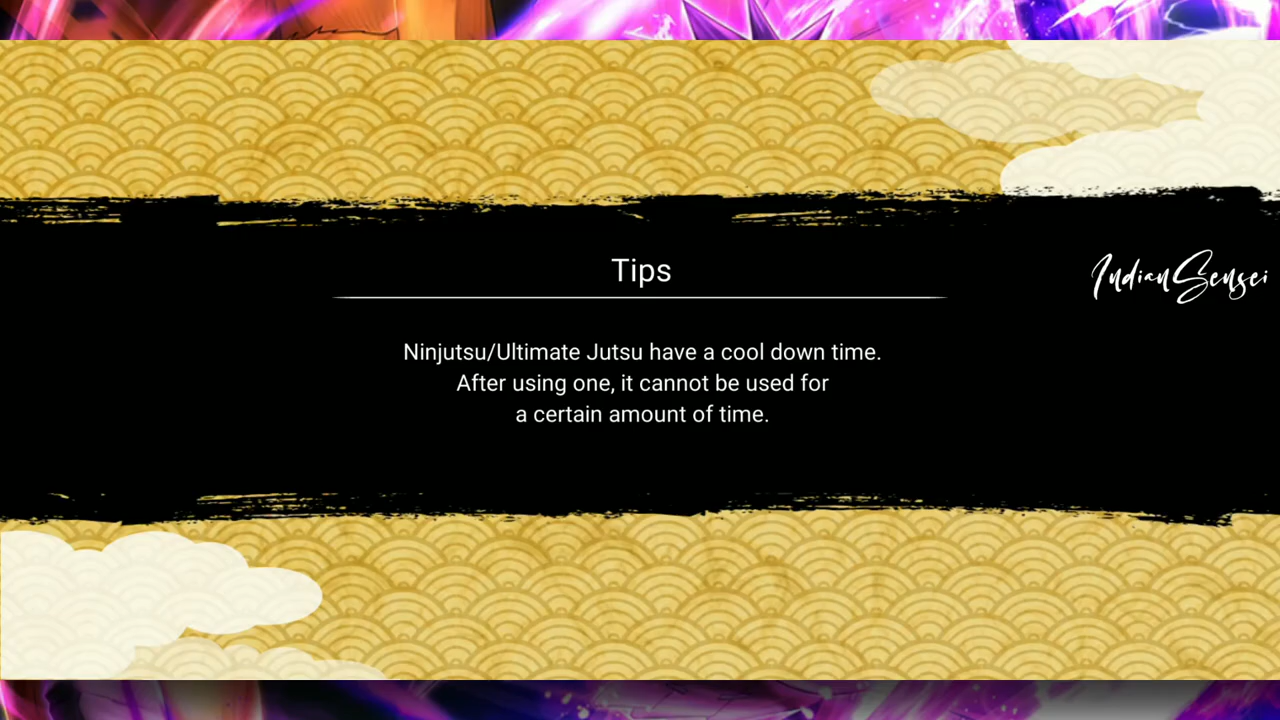 Tips
IndianSensei
Ninjutsu/Ultimate Jutsu have a cool down time.
After using one, it cannot be used for
a certain amount of time.